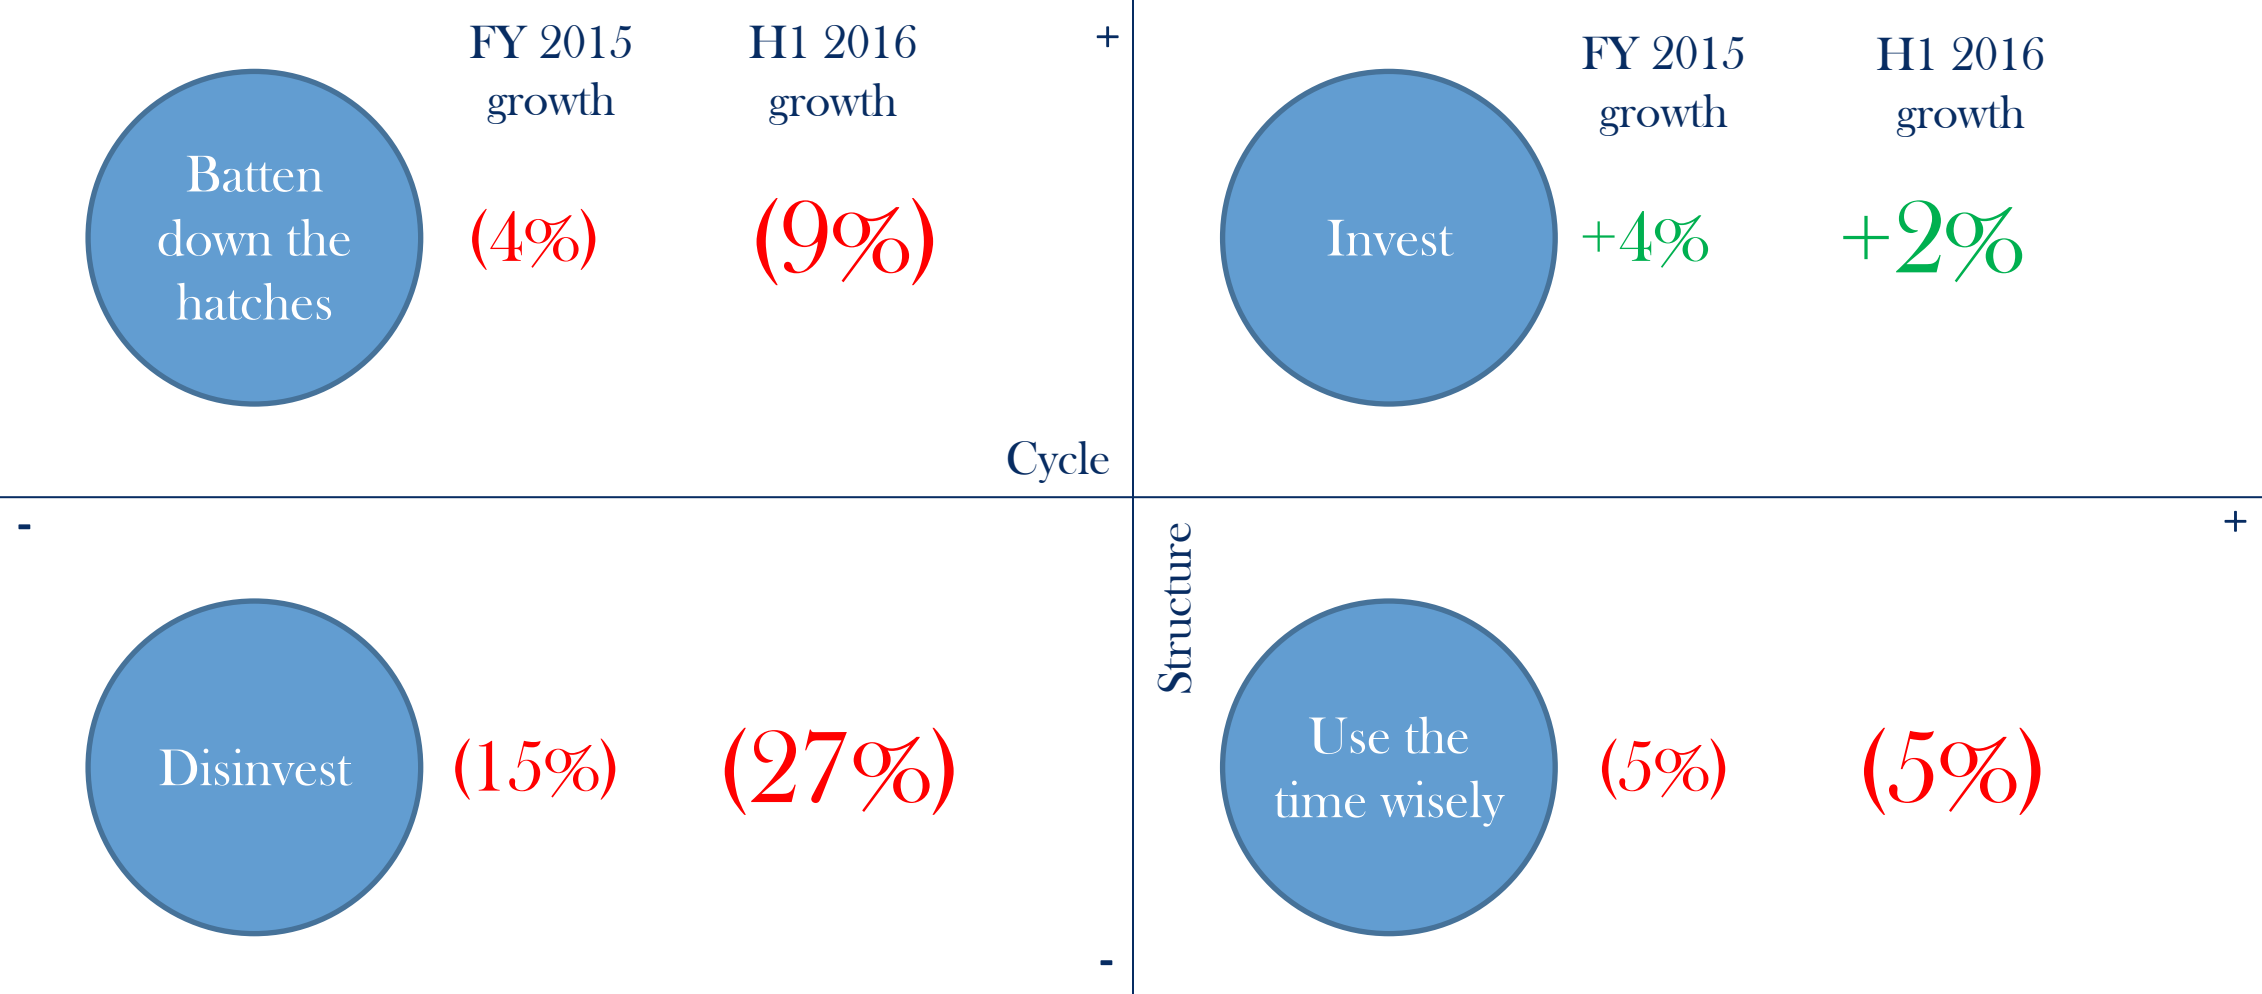 FY 2015
growth
H1 2016
growth
+
Batten
down the
hatches
(4%)
(9%)
Cycle
FY 2015
growth
H1 2016
growth
Invest
+4%
+2%
-
Disinvest
(15%)
(27%)
-
Structure
+
Use the
time wisely
(5%)
(5%)